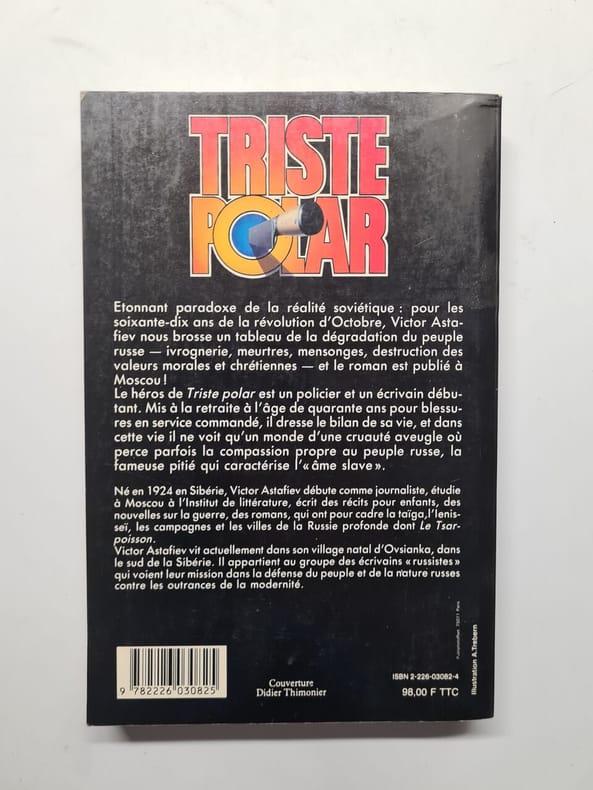 TRISTE
POLAR
Etonnant paradoxe de la réalité soviétique : pour les
soixante-dix ans de la révolution d'Octobre, Victor Asta-
fiev nous brosse un tableau de la dégradation du peuple
russe — ivrognerie, meurtres, mensonges, destruction des
valeurs morales et chrétiennes — et le roman est publié à
Moscou !
Le héros de Triste polar est un policier et un écrivain débu-
tant. Mis à la retraite à l'âge de quarante ans pour blessu-
res en service commandé, il dresse le bilan de sa vie, et dans
cette vie il ne voit qu'un monde d'une cruauté aveugle où
perce parfois la compassion propre au peuple russe, la
fameuse pitié qui caractérise l'« âme slave ».
Né en 1924 en Sibérie, Victor Astafiev débute comme journaliste, étudie
à Moscou à l'Institut de littérature, écrit des récits pour enfants, des
nouvelles sur la guerre, des romans, qui ont pour cadre la taïga, l'Ienis-
seï, les campagnes et les villes de la Russie profonde dont Le Tsar-
poisson.
Victor Astafiev vit actuellement dans son village natal d'Ovsianka, dans
le sud de la Sibérie. Il appartient au groupe des écrivains « russistes »
qui voient leur mission dans la défense du peuple et de la nature russes
contre les outrances de la modernité.
9 782226 030825
Couverture
Didier Thimonier
ISBN 2-226-03082-4
98,00 F TTC
75011 Paris
Illustration A.Trebern